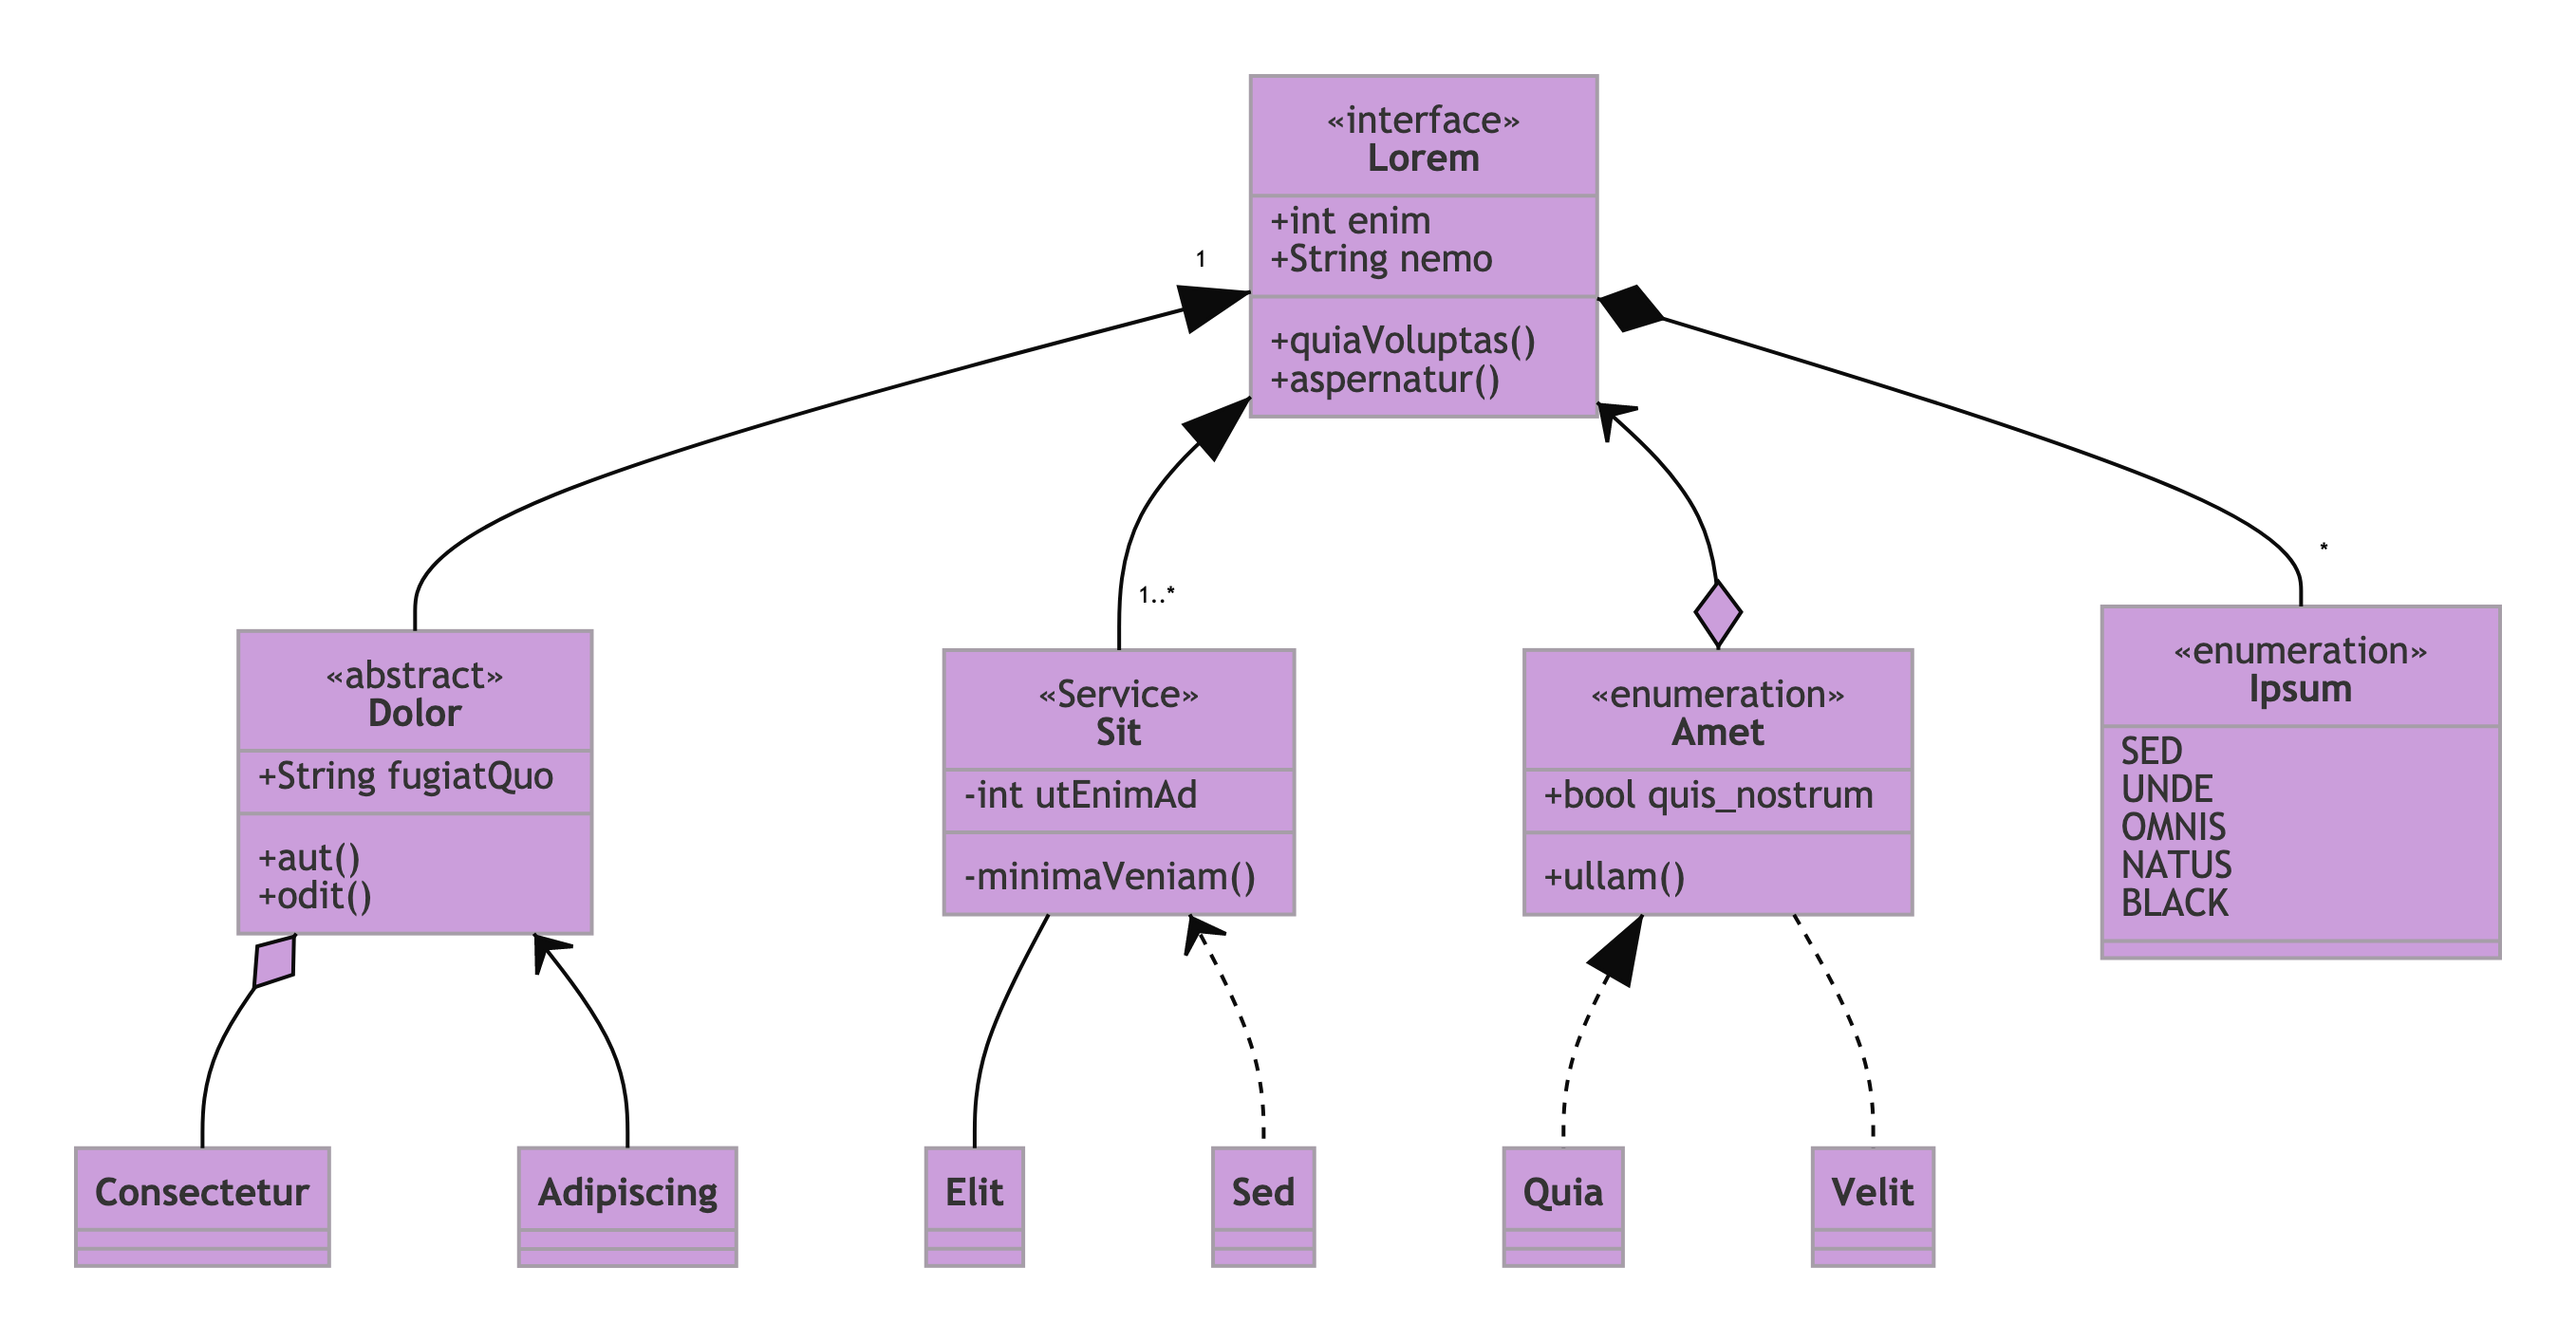 «interface»
Lorem
+int enim
+String nemo
+quiaVoluptas()
+aspernatur()
1
1..*
*
«abstract»
Dolor
+String fugiatQuo
+aut()
+odit()
«Service»
Sit
-int utEnimAd
-minimaVeniam()
«enumeration»
Amet
+bool quis_nostrum
+ullam()
«enumeration»
Ipsum
SED
UNDE
OMNIS
NATUS
BLACK
Consectetur
Adipiscing
Elit
Sed
Quia
Velit